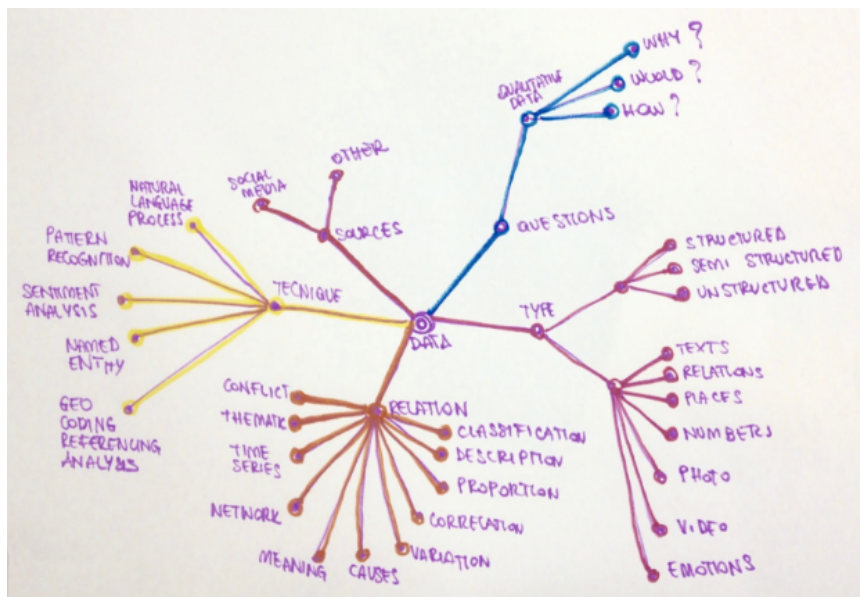 WHY?
WOULD?
HOW?
QUALITATIVE
DATA
QUESTIONS
OTHER
SOCIAL
MEDIA
SOURCES
NATURAL
LANGUAGE
PROCESS
PATTERN
RECOGNITION
SENTIMENT
ANALYSIS
NAMED
ENTITY
GEO
CODING
REFERENCING
ANALYSIS
TECNIQUE
DATA
TYPE
STRUCTURED
SEMI STRUCTURED
UNSTRUCTURED
TEXTS
RELATIONS
PLACES
NUMBERS
PHOTO
VIDEO
EMOTIONS
RELATION
CONFLICT
THEMATIC
TIME
SERIES
NETWORK
MEANING
CAUSES
VARIATION
CORRELATION
PROPORTION
DESCRIPTION
CLASSIFICATION